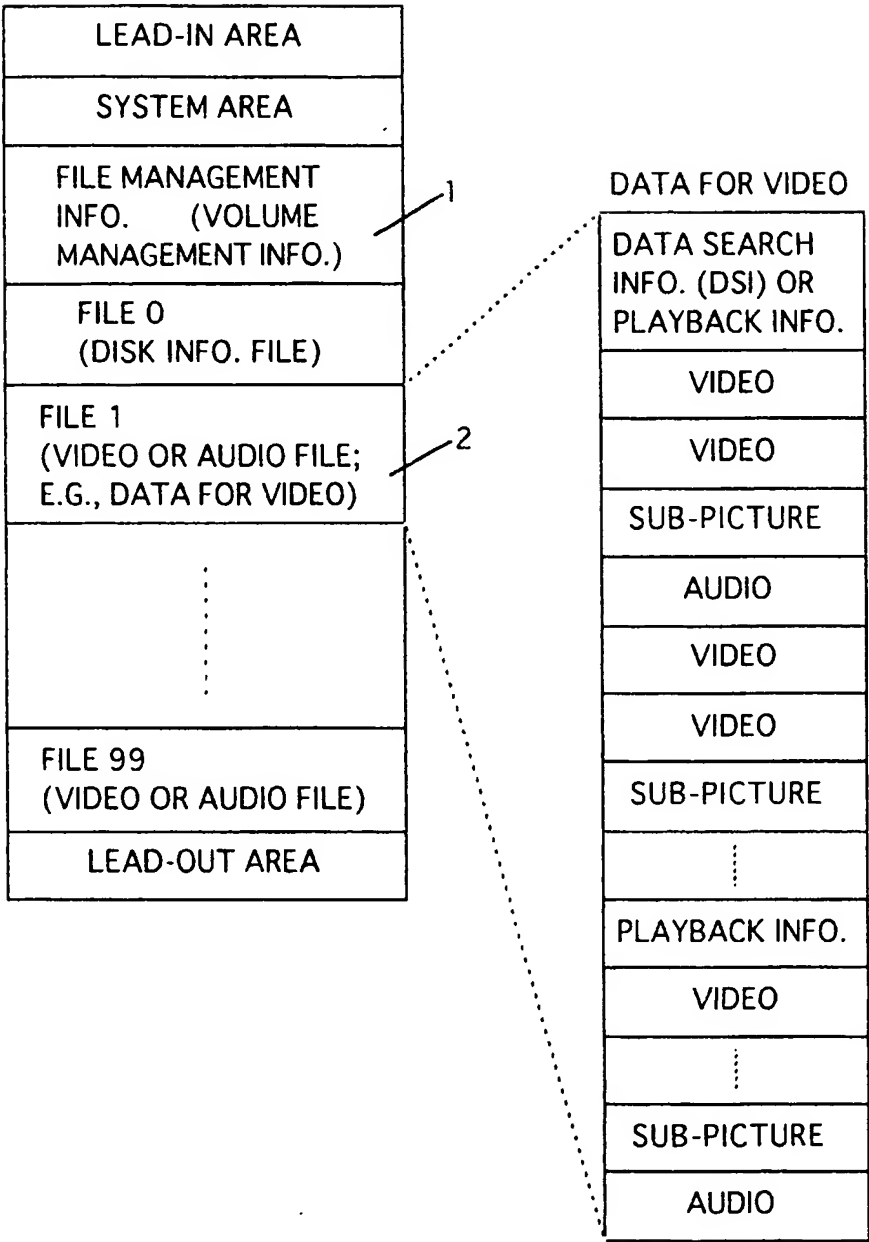 LEAD-IN AREA
SYSTEM AREA
FILE MANAGEMENT
INFO. (VOLUME
MANAGEMENT INFO.)
1
FILE 0
(DISK INFO. FILE)
FILE 1
(VIDEO OR AUDIO FILE;
E.G., DATA FOR VIDEO)
2
FILE 99
(VIDEO OR AUDIO FILE)
LEAD-OUT AREA
DATA FOR VIDEO
DATA SEARCH
INFO. (DSI) OR
PLAYBACK INFO.
VIDEO
VIDEO
SUB-PICTURE
AUDIO
VIDEO
VIDEO
SUB-PICTURE
PLAYBACK INFO.
VIDEO
SUB-PICTURE
AUDIO